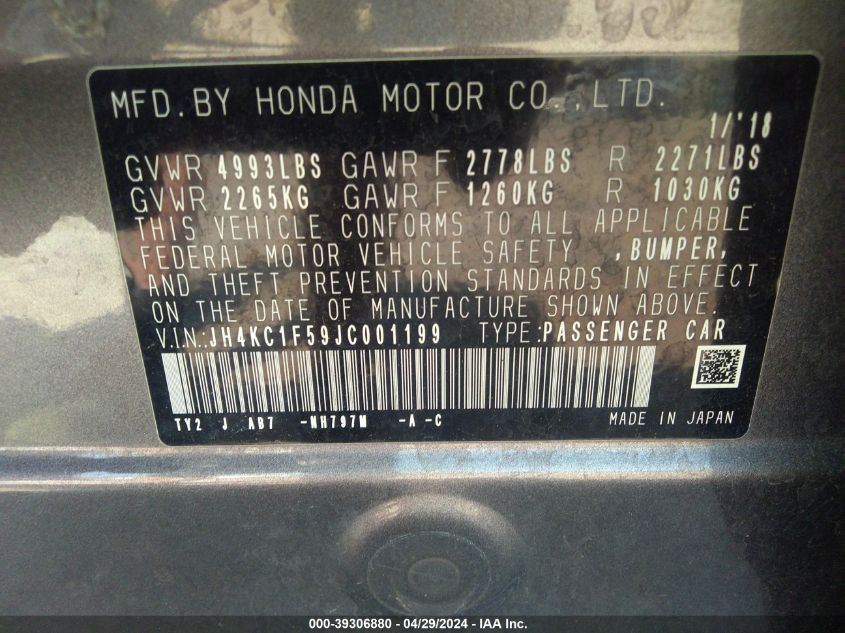 MFD.BY HONDA MOTOR CO.,LTD.
1/'18
GVWR 4993LBS GAWR F 2778LBS R 2271LBS
GVWR 2265KG GAWR F 1260KG R 1030KG
THIS VEHICLE CONFORMS TO ALL APPLICABLE
FEDERAL MOTOR VEHICLE SAFETY ,BUMPER,
AND THEFT PREVENTION STANDARDS IN EFFECT
ON THE DATE OF MANUFACTURE SHOWN ABOVE.
V.I.N.:JH4KC1F59JC001199 TYPE:PASSENGER CAR
TY2 J AB7 -NH797M -A -C
MADE IN JAPAN
000-39306880 - 04/29/2024 - IAA Inc.